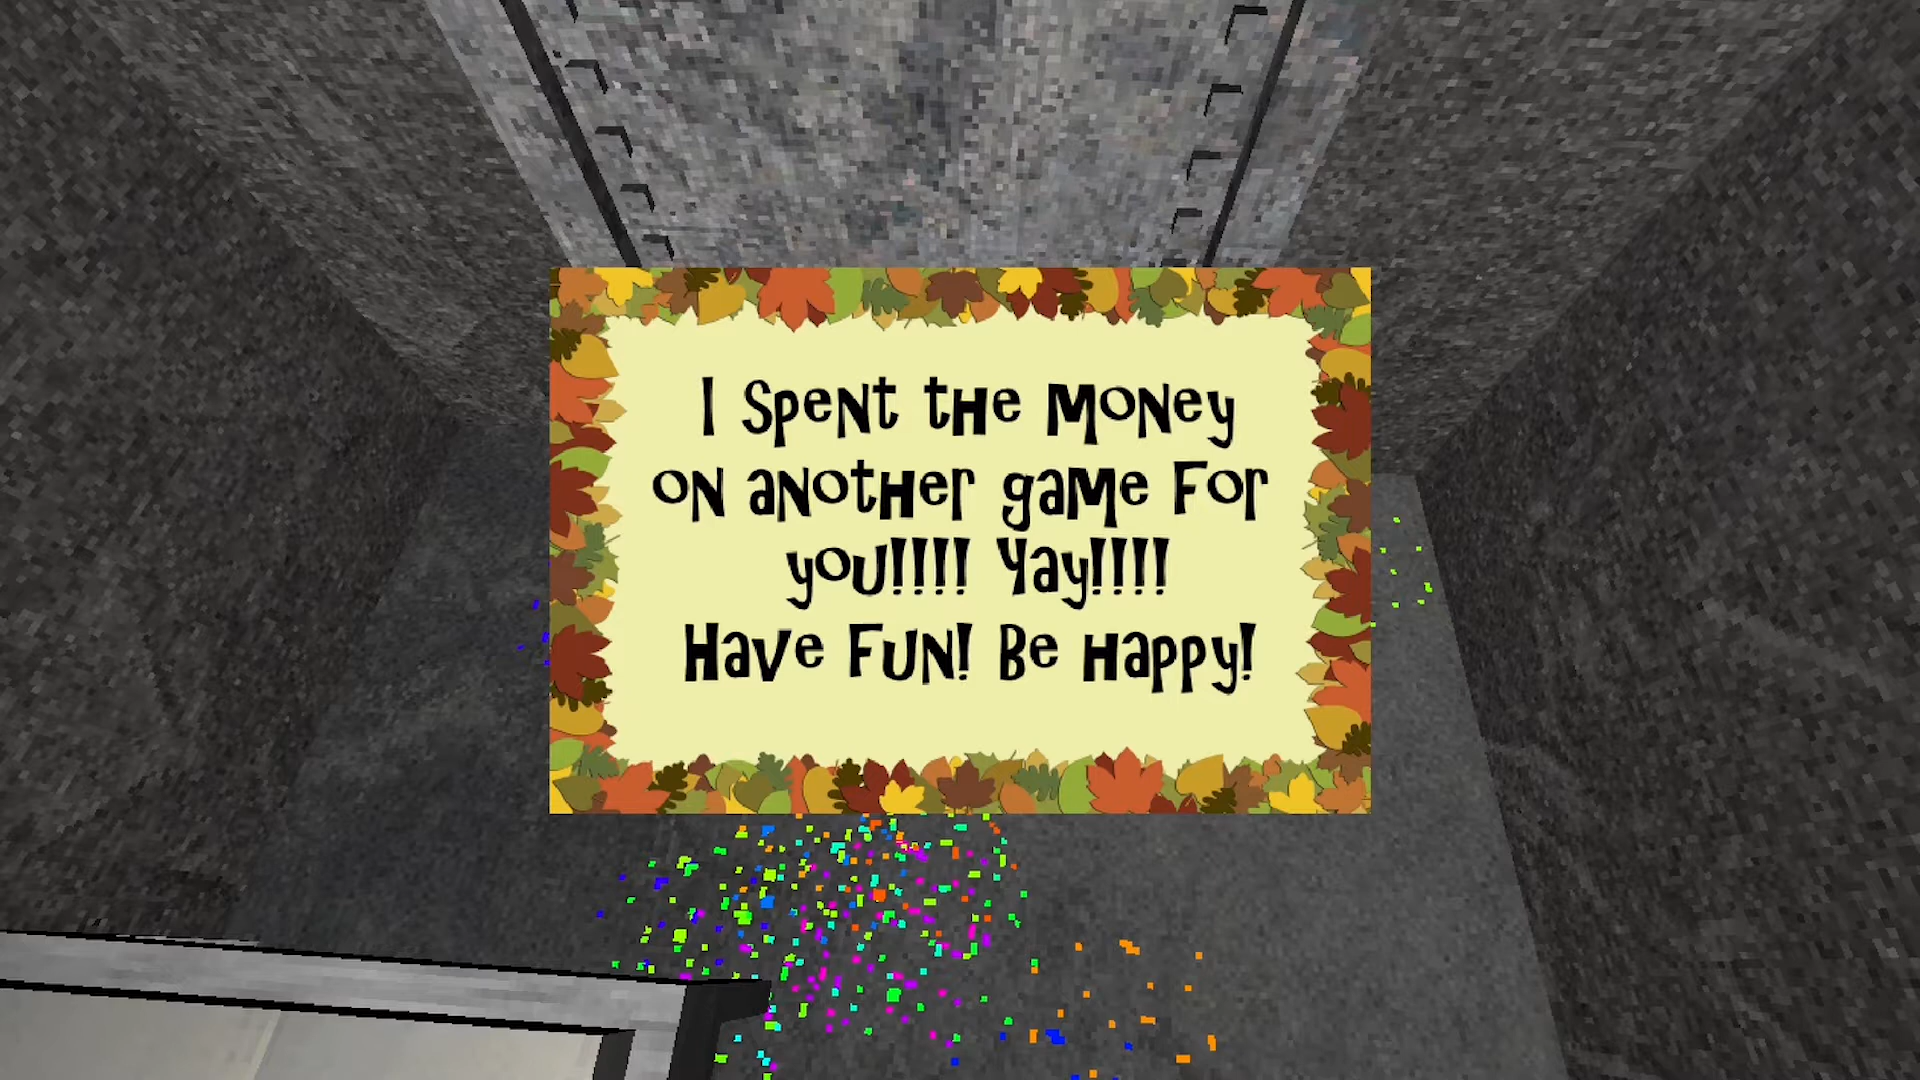 I Spent the Money
on another game For
you!!!! Yay!!!!
Have Fun! Be Happy!